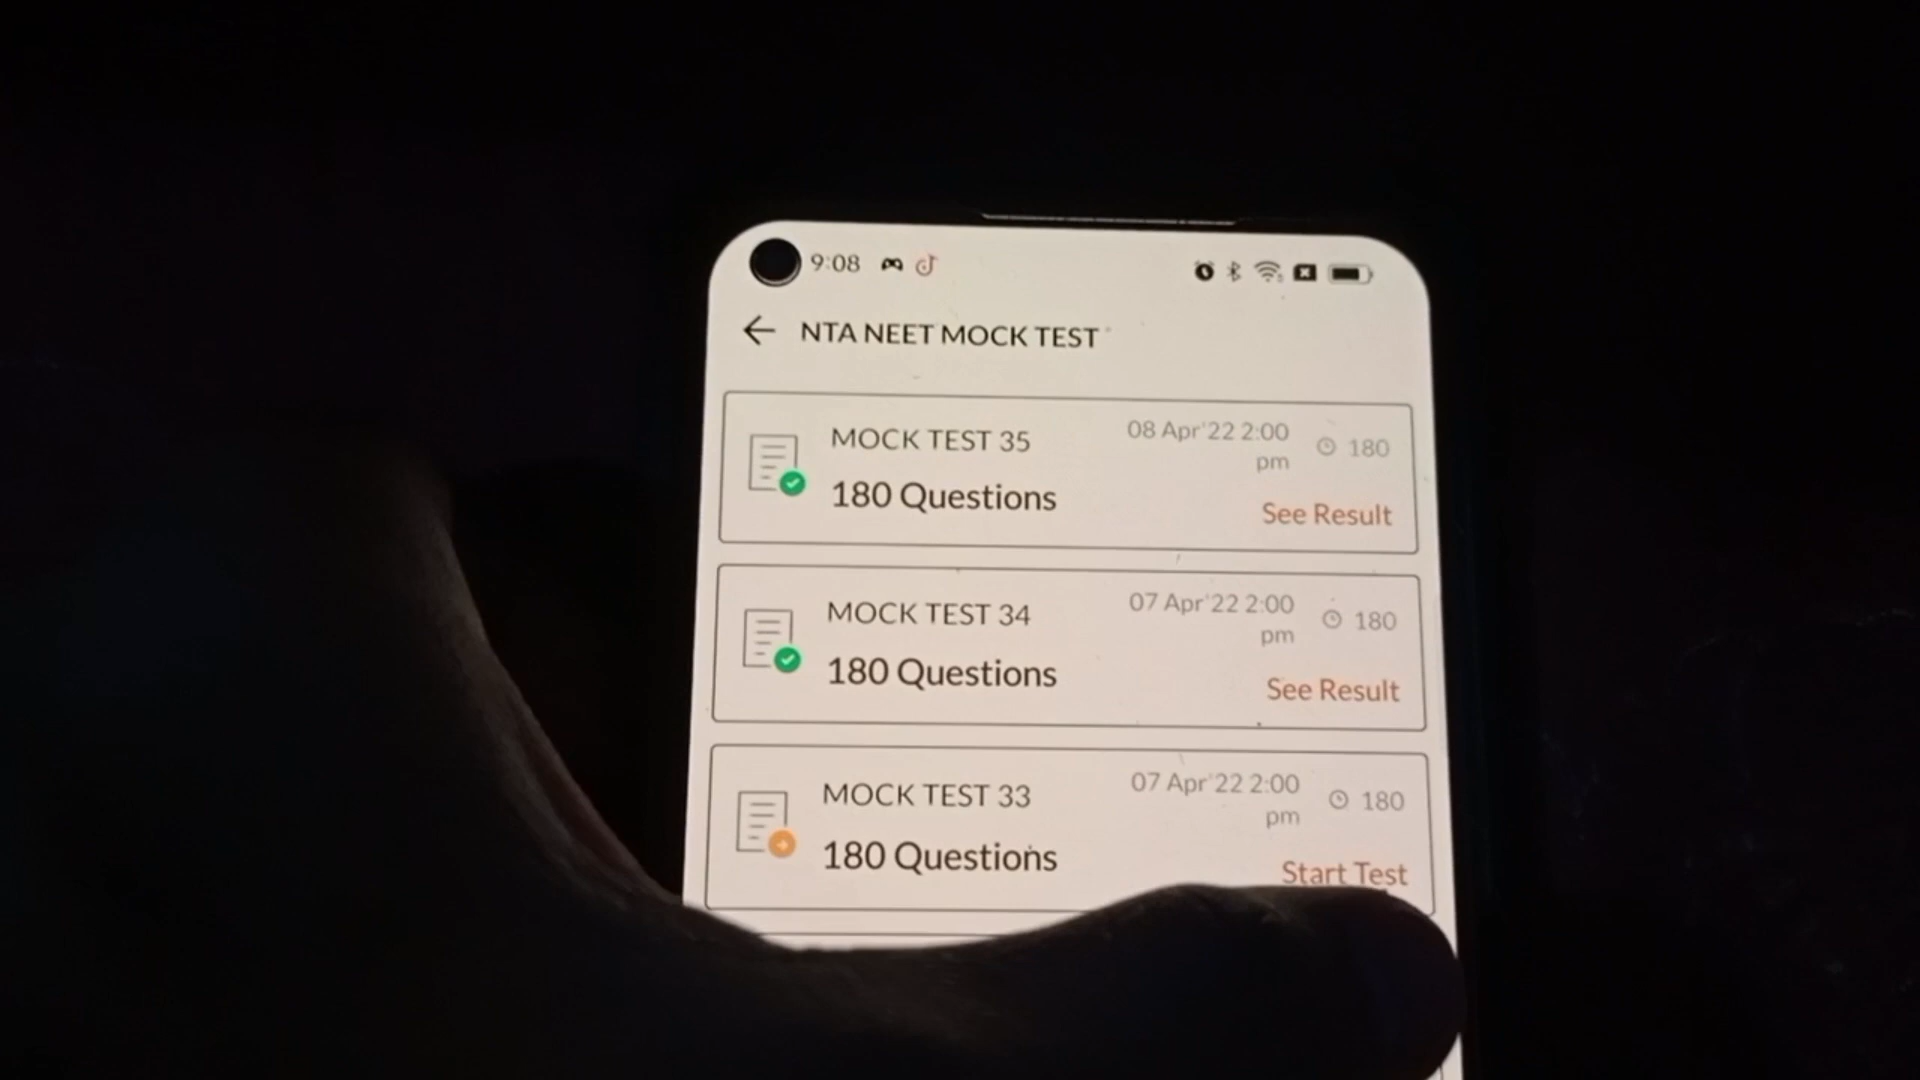 9:08
NTA NEET MOCK TEST
MOCK TEST 35
08 Apr'22 2:00 pm
180
180 Questions
See Result
MOCK TEST 34
07 Apr'22 2:00 pm
180
180 Questions
See Result
MOCK TEST 33
07 Apr'22 2:00 pm
180
180 Questions
Start Test